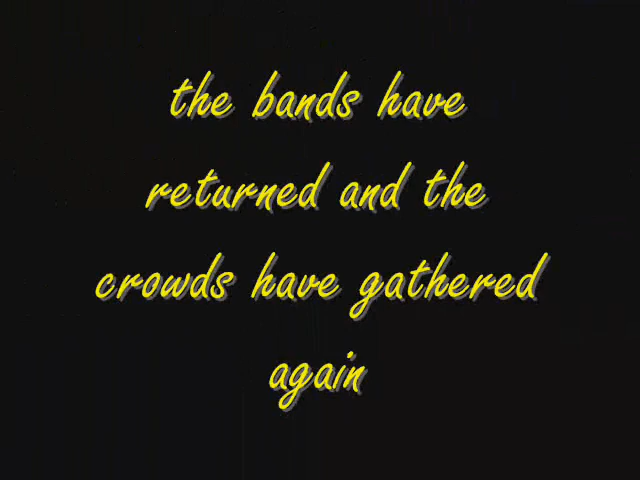 the bands have
returned and the
crowds have gathered
again